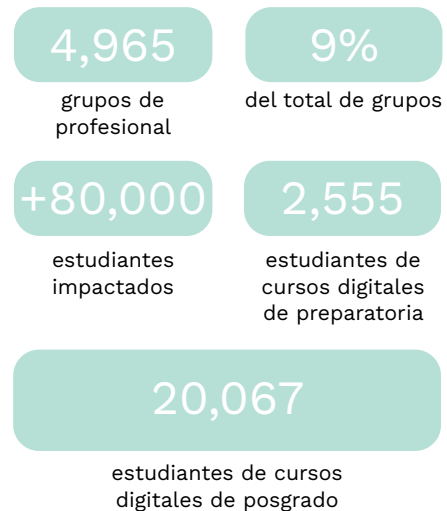 4,965
grupos de
profesional
9%
del total de grupos
+80,000
estudiantes
impactados
2,555
estudiantes de
cursos digitales
de preparatoria
20,067
estudiantes de cursos
digitales de posgrado